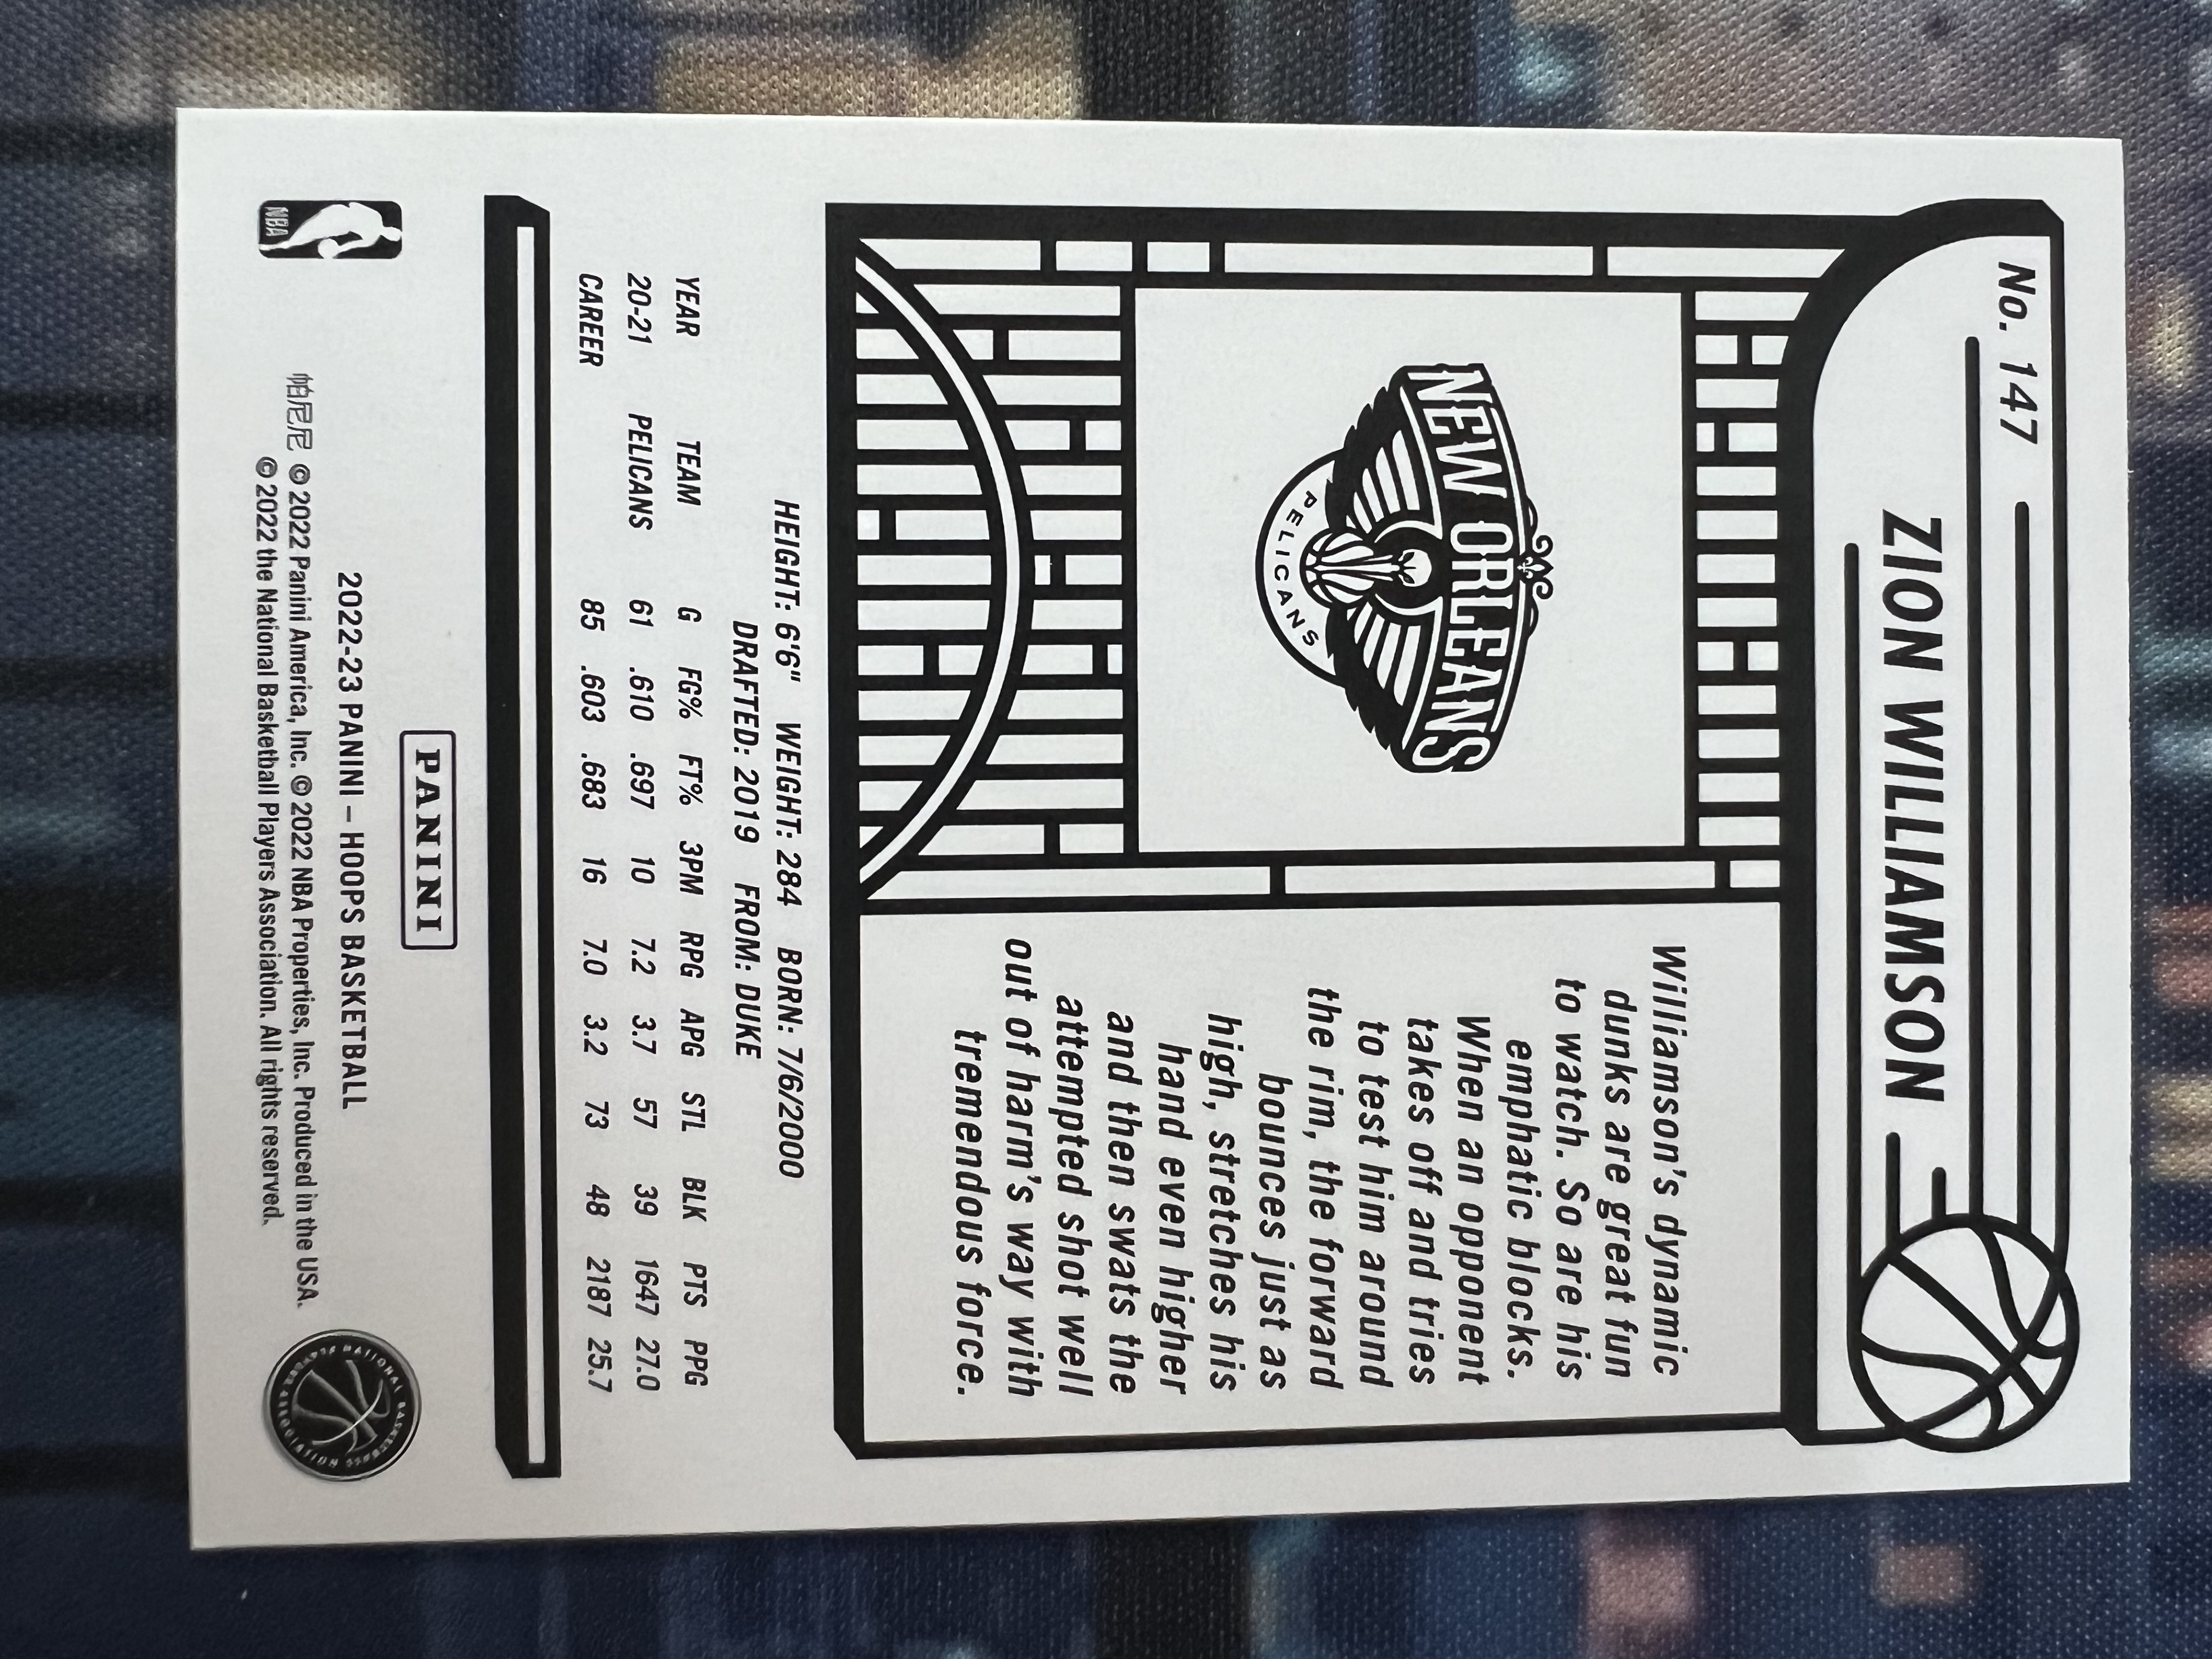 No. 147
ZION WILLIAMSON
NEW ORLEANS
PELICANS
Williamson's dynamic
dunks are great fun
to watch. So are his
emphatic blocks.
When an opponent
takes off and tries
to test him around
the rim, the forward
bounces just as
high, stretches his
hand even higher
and then swats the
attempted shot well
out of harm's way with
tremendous force.
HEIGHT: 6'6" WEIGHT: 284 BORN: 7/6/2000
DRAFTED: 2019 FROM: DUKE
YEAR TEAM G FG% FT% 3PM RPG APG STL BLK PTS PPG
20-21 PELICANS 61 .610 .697 10 7.2 3.7 57 39 1647 27.0
CAREER 85 .603 .683 16 7.0 3.2 73 48 2187 25.7
PANINI
2022-23 PANINI – HOOPS BASKETBALL
帕尼尼 © 2022 Panini America, Inc. © 2022 NBA Properties, Inc. Produced in the USA.
© 2022 the National Basketball Players Association. All rights reserved.
NBA
NATIONAL BASKETBALL PLAYERS ASSOCIATION